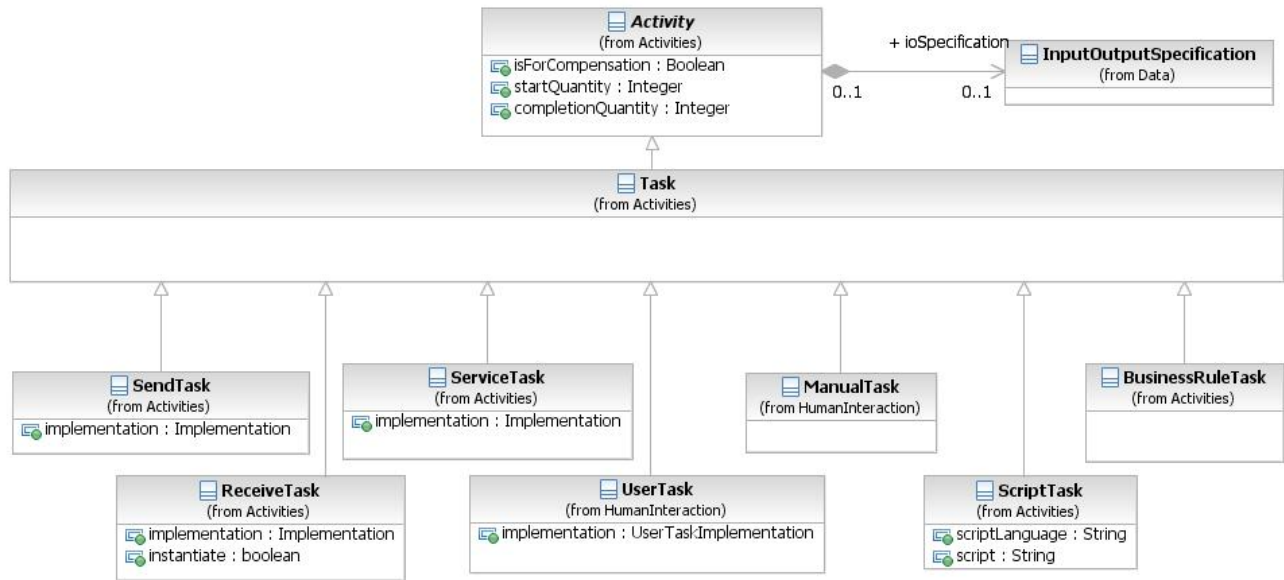 Activity
(from Activities)
isForCompensation : Boolean
startQuantity : Integer
completionQuantity : Integer
+ ioSpecification
0..1
0..1
InputOutputSpecification
(from Data)
Task
(from Activities)
SendTask
(from Activities)
implementation : Implementation
ServiceTask
(from Activities)
implementation : Implementation
ManualTask
(from HumanInteraction)
BusinessRuleTask
(from Activities)
ReceiveTask
(from Activities)
implementation : Implementation
instantiate : boolean
UserTask
(from HumanInteraction)
implementation : UserTaskImplementation
ScriptTask
(from Activities)
scriptLanguage : String
script : String